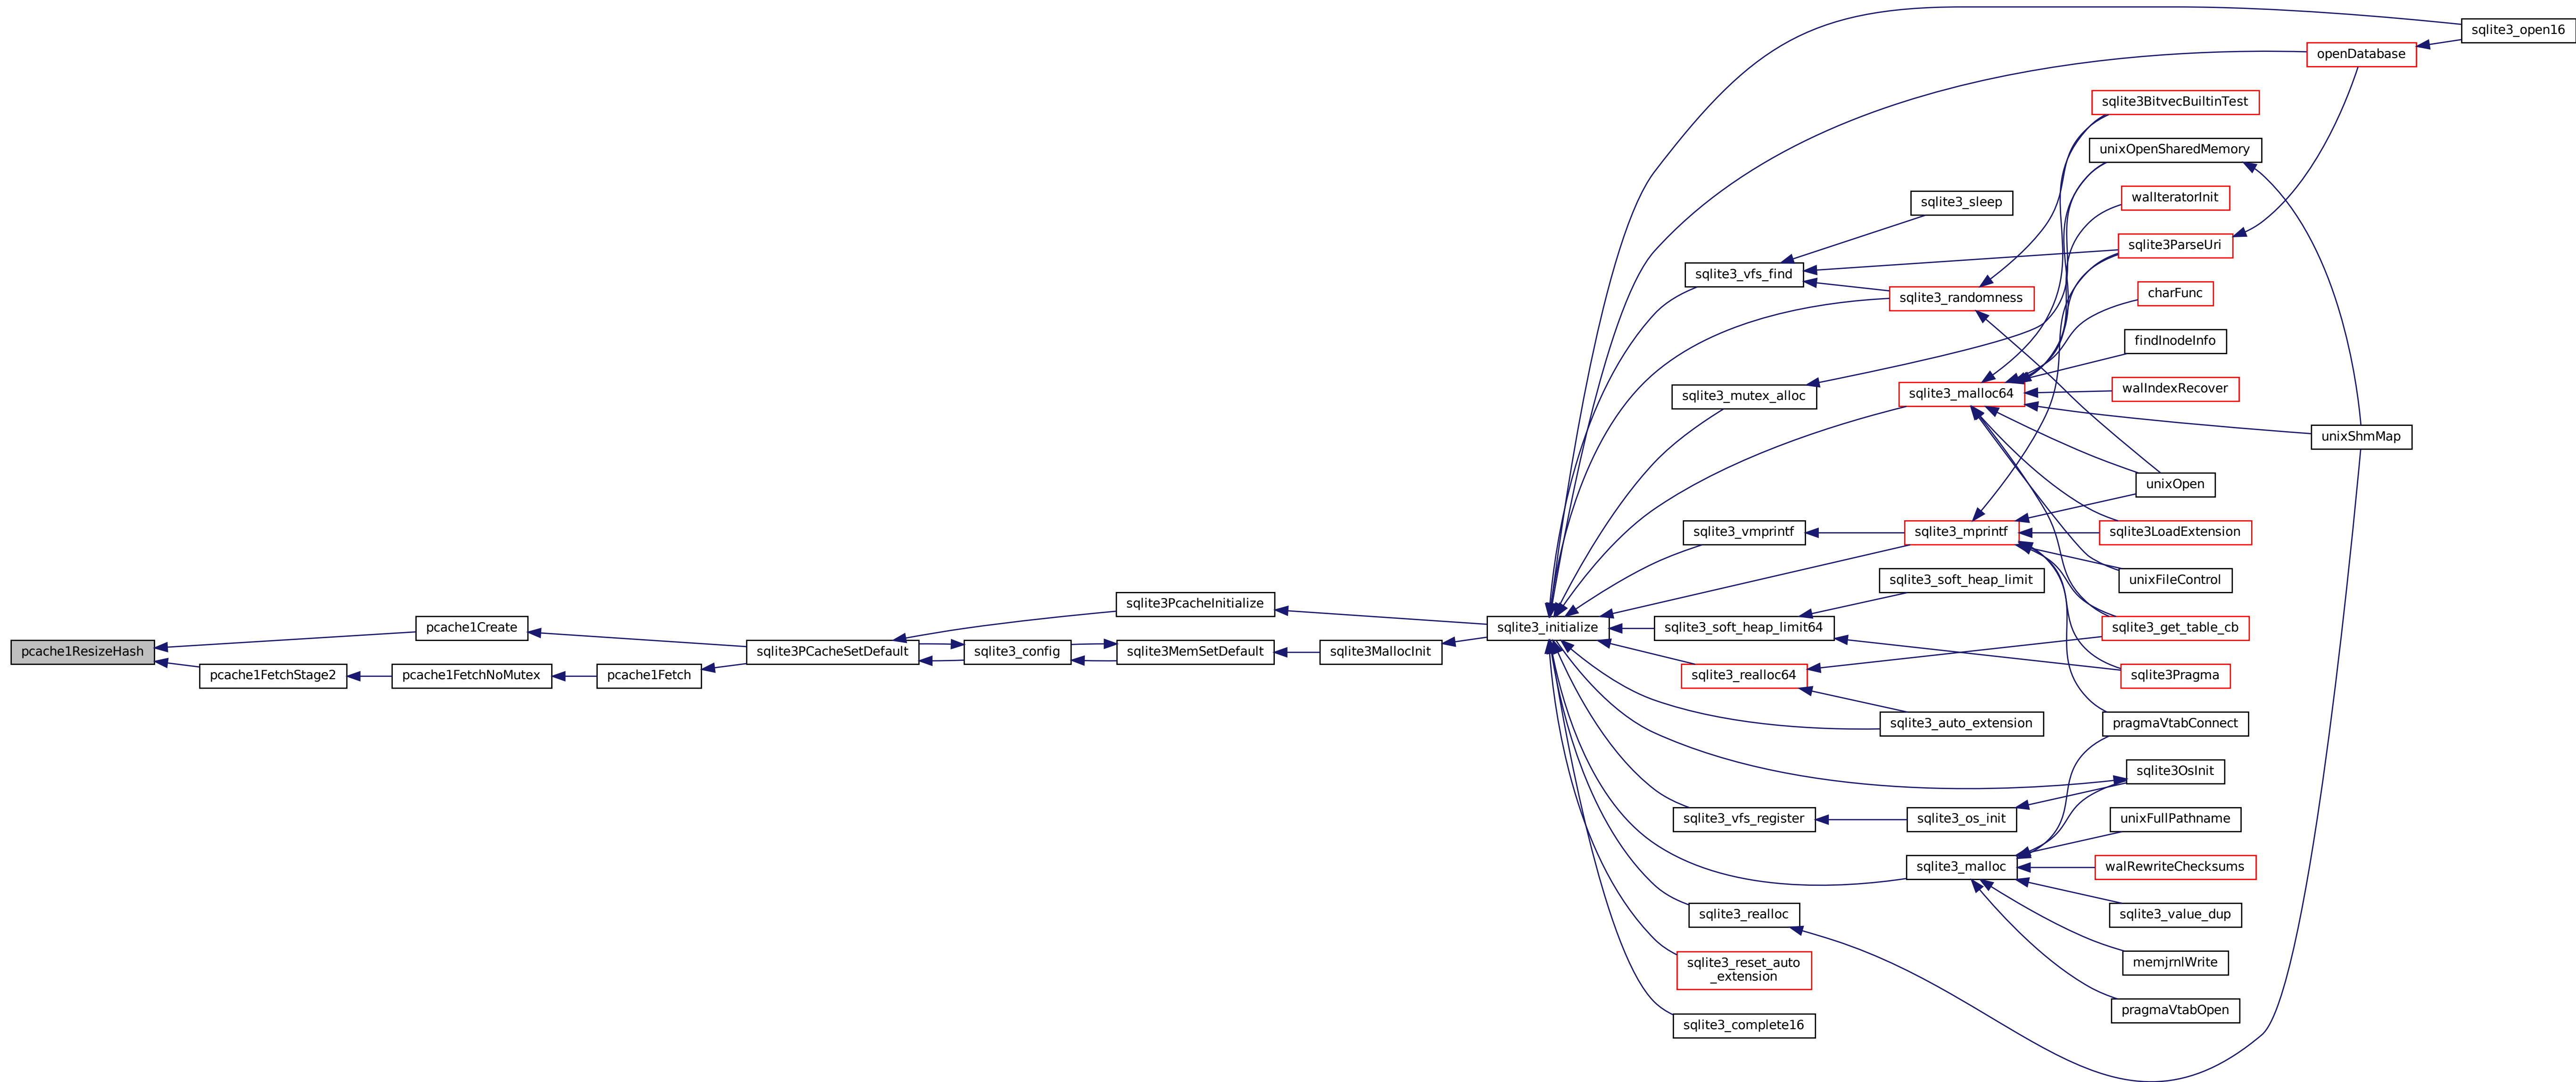 sqlite3_open16
openDatabase
sqlite3BitvecBuiltinTest
unixOpenSharedMemory
walIteratorInit
sqlite3_sleep
sqlite3ParseUri
sqlite3_vfs_find
charFunc
sqlite3_randomness
findInodeInfo
walIndexRecover
sqlite3_malloc64
sqlite3_mutex_alloc
unixShmMap
unixOpen
sqlite3_vmprintf
sqlite3_mprintf
sqlite3LoadExtension
sqlite3_soft_heap_limit
unixFileControl
sqlite3PcacheInitialize
pcache1Create
sqlite3_initialize
sqlite3_soft_heap_limit64
sqlite3_get_table_cb
pcache1ResizeHash
sqlite3PCacheSetDefault
sqlite3_config
sqlite3MemSetDefault
sqlite3MallocInit
pcache1FetchStage2
pcache1FetchNoMutex
pcache1Fetch
sqlite3_realloc64
sqlite3Pragma
sqlite3_auto_extension
pragmaVtabConnect
sqlite3OsInit
sqlite3_vfs_register
sqlite3_os_init
unixFullPathname
sqlite3_malloc
walRewriteChecksums
sqlite3_realloc
sqlite3_value_dup
sqlite3_reset_auto
_extension
memjrnlWrite
pragmaVtabOpen
sqlite3_complete16